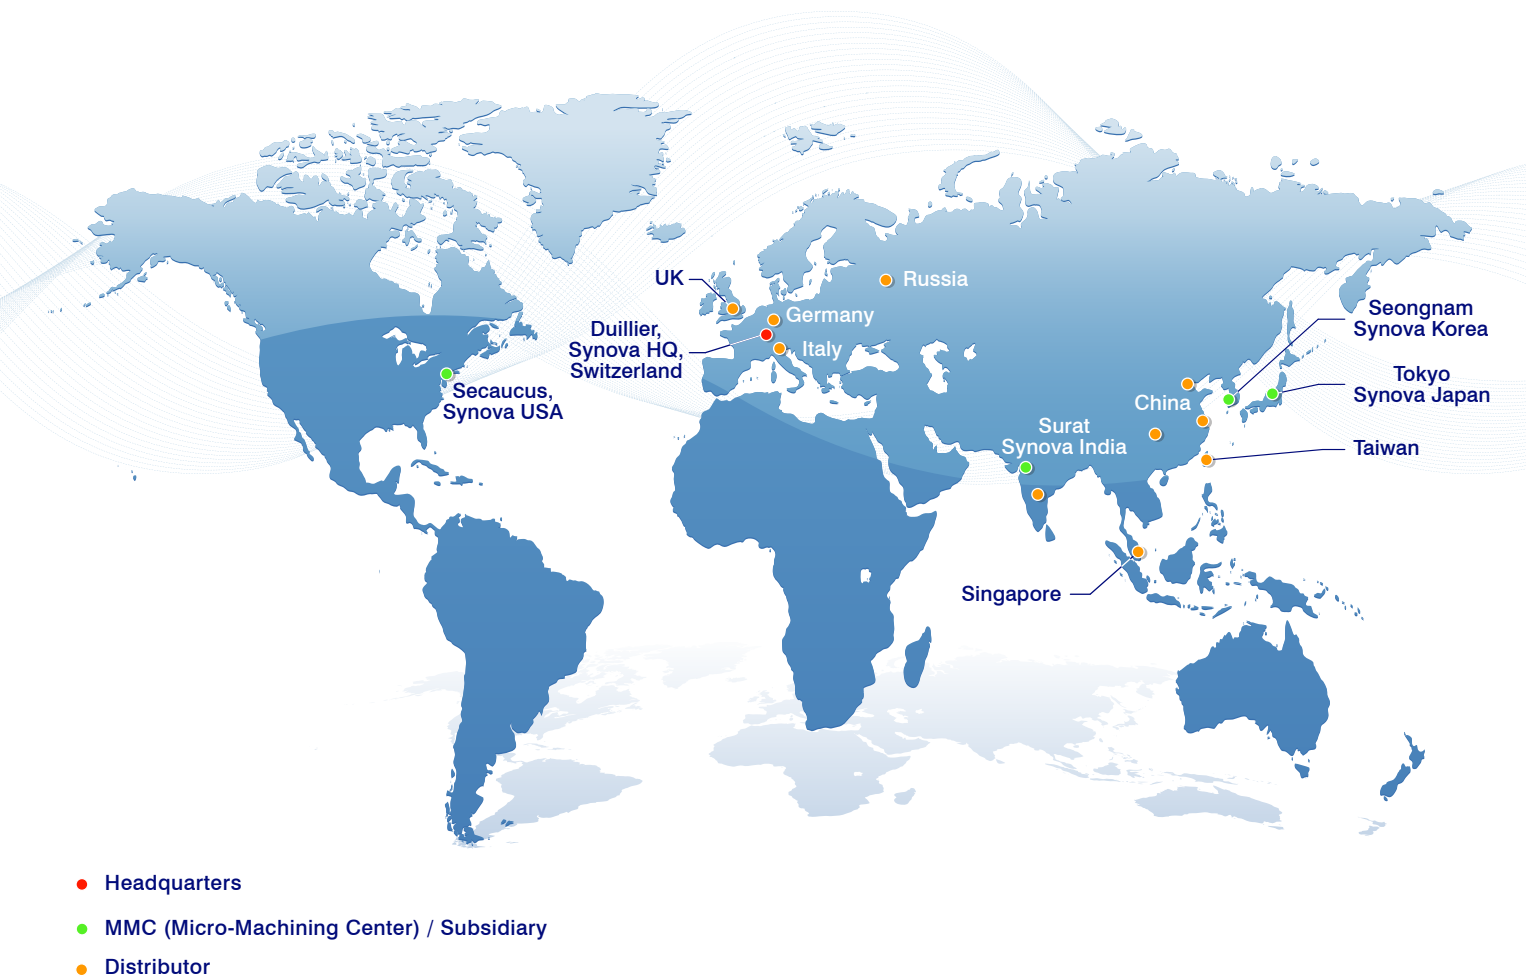 UK
Russia
Germany
Duillier,
Synova HQ,
Switzerland
Italy
Secaucus,
Synova USA
Seongnam
Synova Korea
Tokyo
Synova Japan
China
Surat
Synova India
Taiwan
Singapore
Headquarters
MMC (Micro-Machining Center) / Subsidiary
Distributor